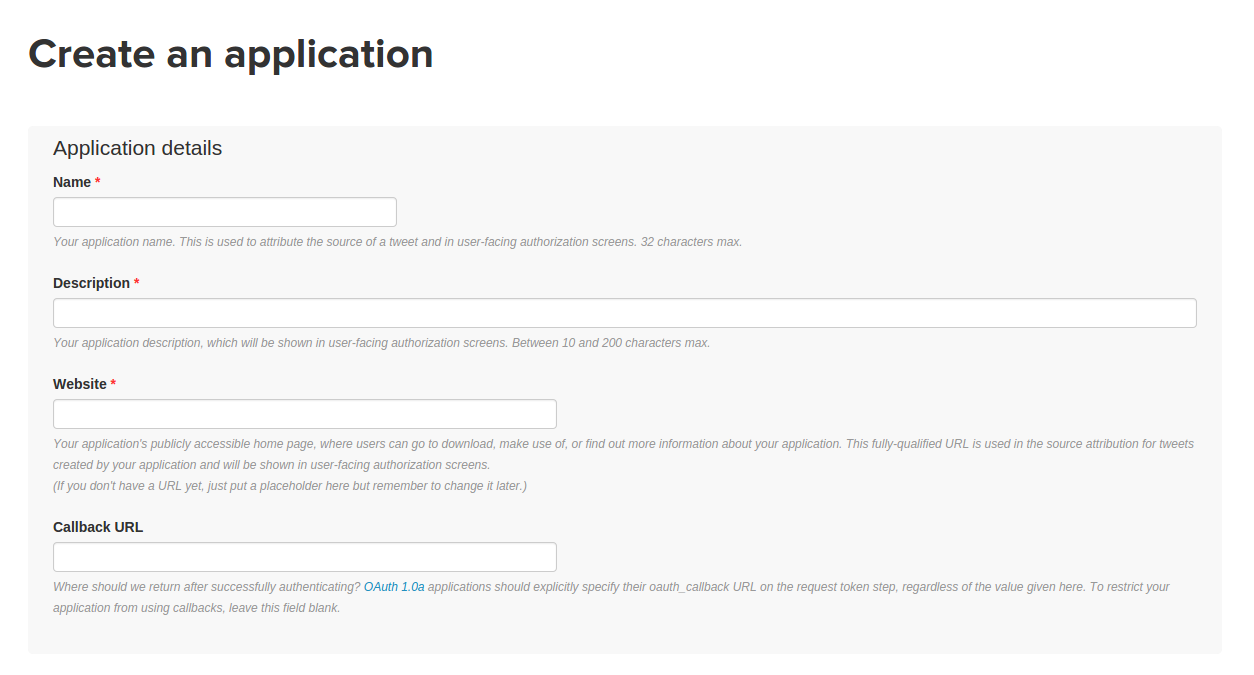 Create an application
Application details
Name *
Your application name. This is used to attribute the source of a tweet and in user-facing authorization screens. 32 characters max.
Description *
Your application description, which will be shown in user-facing authorization screens. Between 10 and 200 characters max.
Website *
Your application's publicly accessible home page, where users can go to download, make use of, or find out more information about your application. This fully-qualified URL is used in the source attribution for tweets
created by your application and will be shown in user-facing authorization screens.
(If you don't have a URL yet, just put a placeholder here but remember to change it later.)
Callback URL
Where should we return after successfully authenticating? OAuth 1.0a applications should explicitly specify their oauth_callback URL on the request token step, regardless of the value given here. To restrict your
application from using callbacks, leave this field blank.